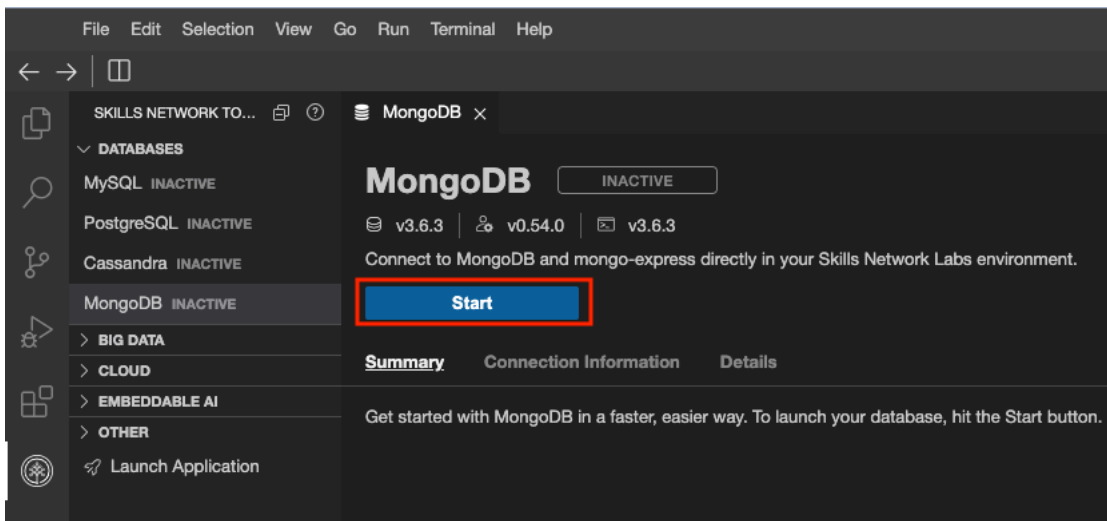 File Edit Selection View Go Run Terminal Help
SKILLS NETWORK TO...
DATABASES
MySQL INACTIVE
PostgreSQL INACTIVE
Cassandra INACTIVE
MongoDB INACTIVE
BIG DATA
CLOUD
EMBEDDABLE AI
OTHER
Launch Application
MongoDB
MongoDB INACTIVE
v3.6.3 v0.54.0 v3.6.3
Connect to MongoDB and mongo-express directly in your Skills Network Labs environment.
Start
Summary Connection Information Details
Get started with MongoDB in a faster, easier way. To launch your database, hit the Start button.